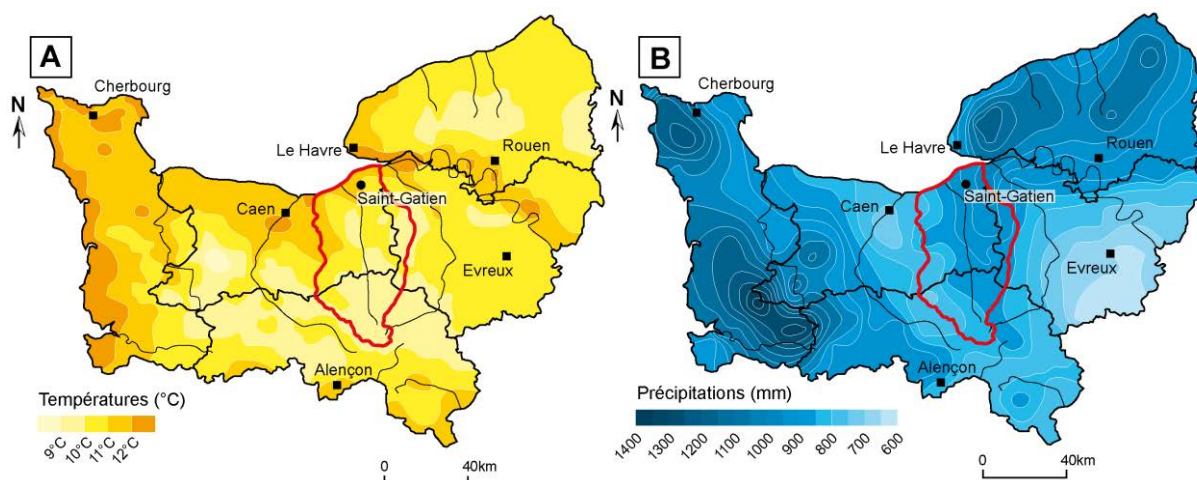 A
Cherbourg
N
Le Havre
Rouen
Saint-Gatien
Caen
Evreux
Alençon
Températures (°C)
9°C 10°C 11°C 12°C
0 40km
B
Cherbourg
N
Le Havre
Rouen
Saint-Gatien
Caen
Evreux
Alençon
Précipitations (mm)
1400 1300 1200 1100 1000 900 800 700 600
0 40km